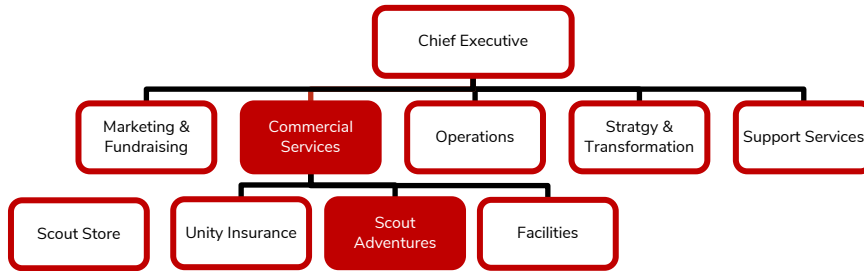 Chief Executive
Marketing &
Fundraising
Commercial
Services
Operations
Stratgy &
Transformation
Support Services
Scout Store
Unity Insurance
Scout
Adventures
Facilities